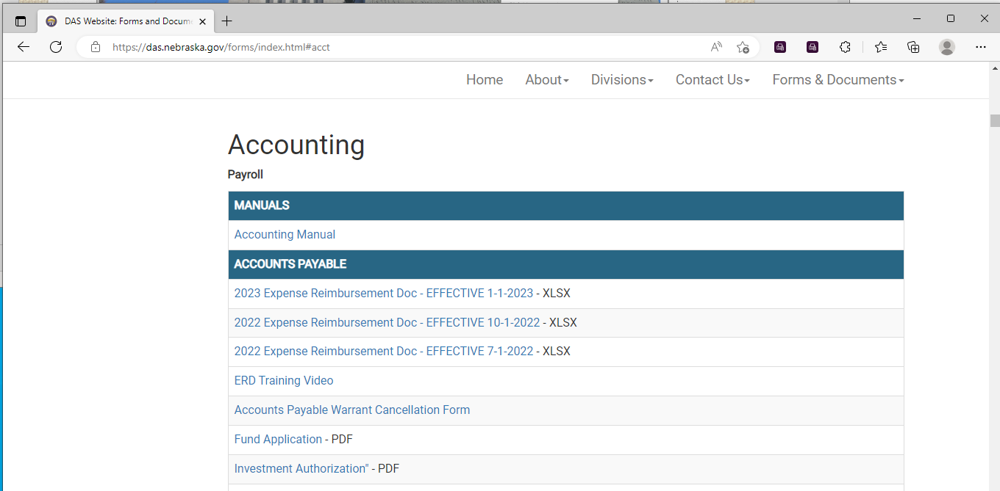 DAS Website: Forms and Docume
https://das.nebraska.gov/forms/index.html#acct
Home About Divisions Contact Us Forms & Documents
Accounting
Payroll
MANUALS
Accounting Manual
ACCOUNTS PAYABLE
2023 Expense Reimbursement Doc - EFFECTIVE 1-1-2023 - XLSX
2022 Expense Reimbursement Doc - EFFECTIVE 10-1-2022 - XLSX
2022 Expense Reimbursement Doc - EFFECTIVE 7-1-2022 - XLSX
ERD Training Video
Accounts Payable Warrant Cancellation Form
Fund Application - PDF
Investment Authorization" - PDF